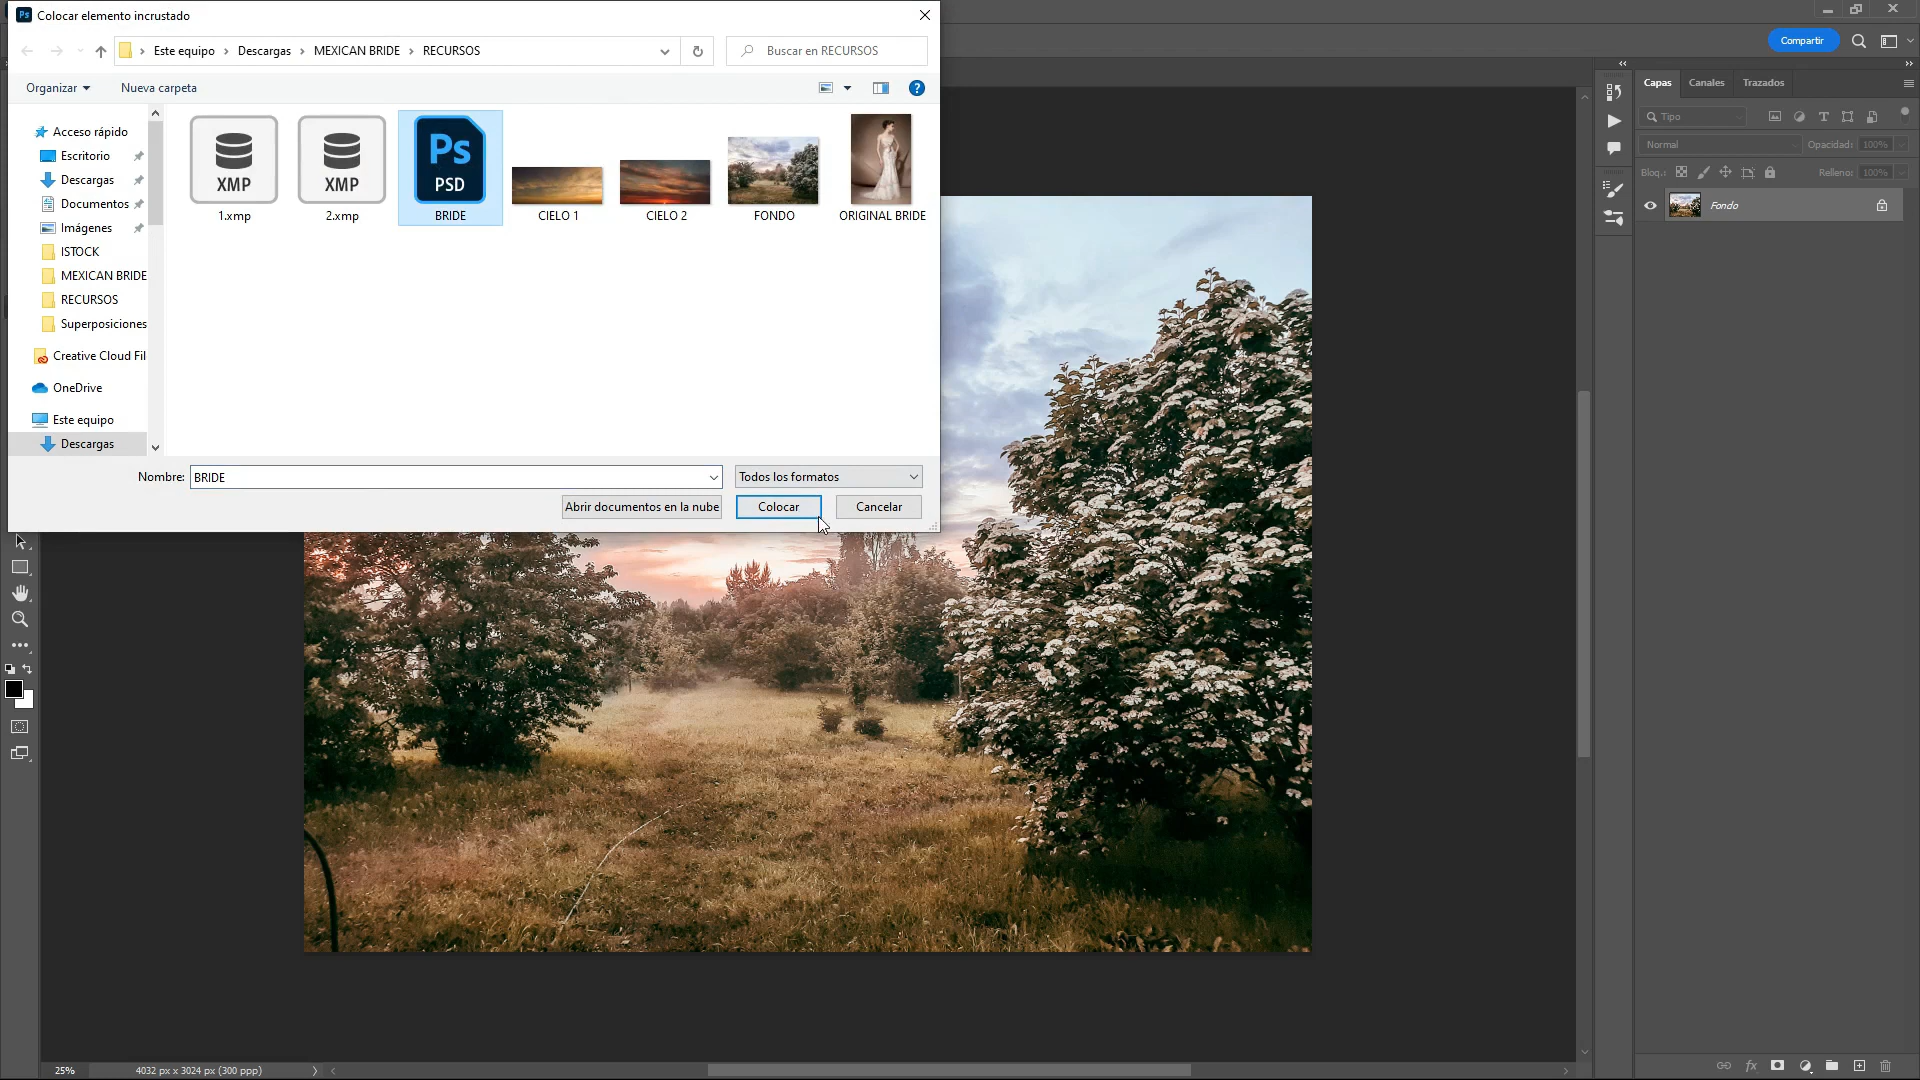 Ps Colocar elemento incrustado
Este equipo
Descargas
MEXICAN BRIDE
RECURSOS
Buscar en RECURSOS
Compartir
Organizar
Nueva carpeta
?
Capas
Canales
Trazados
Tipo
Normal
Opacidad:
100%
Bloq.:
Relleno:
100%
Fondo
Acceso rápido
Escritorio
Descargas
Documentos
Imágenes
ISTOCK
MEXICAN BRIDE
RECURSOS
Superposiciones
Creative Cloud Fil
OneDrive
Este equipo
Descargas
XMP
1.xmp
XMP
2.xmp
Ps
PSD
BRIDE
CIELO 1
CIELO 2
FONDO
ORIGINAL BRIDE
Nombre:
BRIDE
Todos los formatos
Abrir documentos en la nube
Colocar
Cancelar
fx
25%
4032 px x 3024 px (300 ppp)